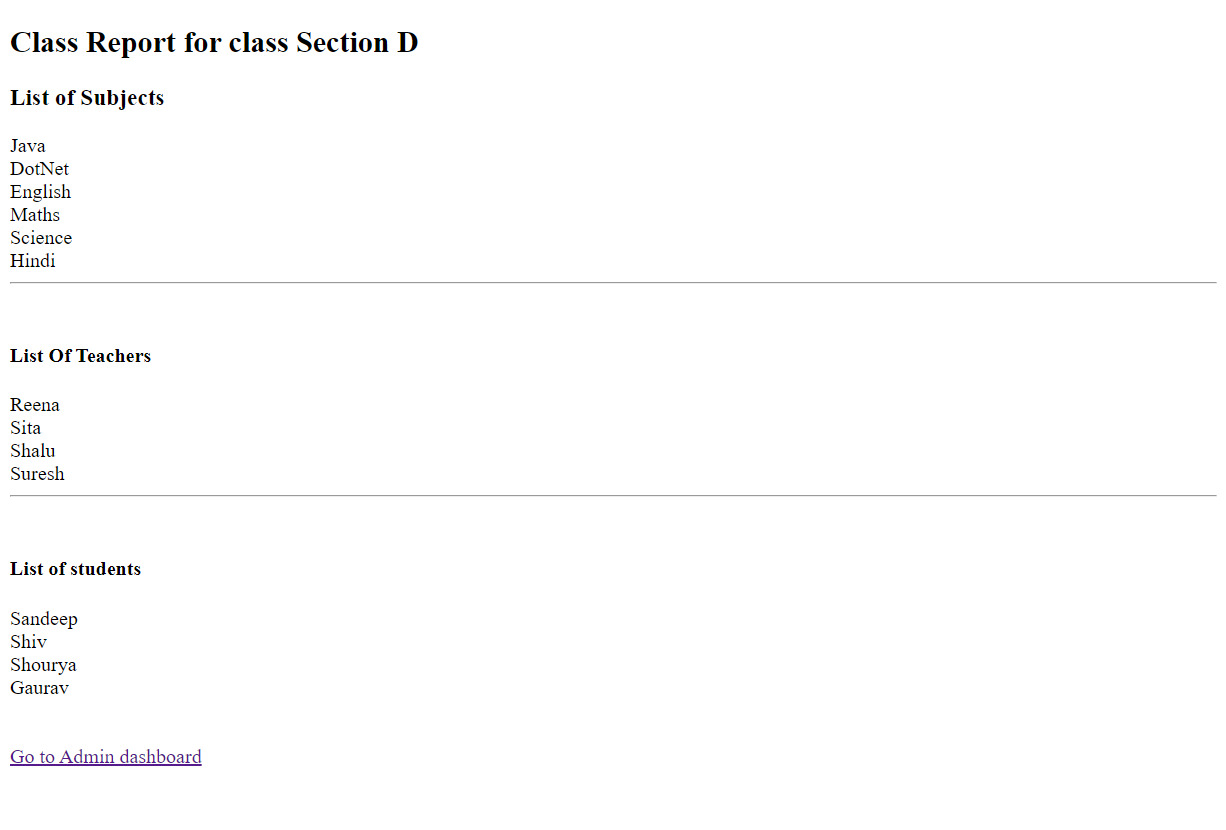 Class Report for class Section D
List of Subjects
Java
DotNet
English
Maths
Science
Hindi
List Of Teachers
Reena
Sita
Shalu
Suresh
List of students
Sandeep
Shiv
Shourya
Gaurav
Go to Admin dashboard